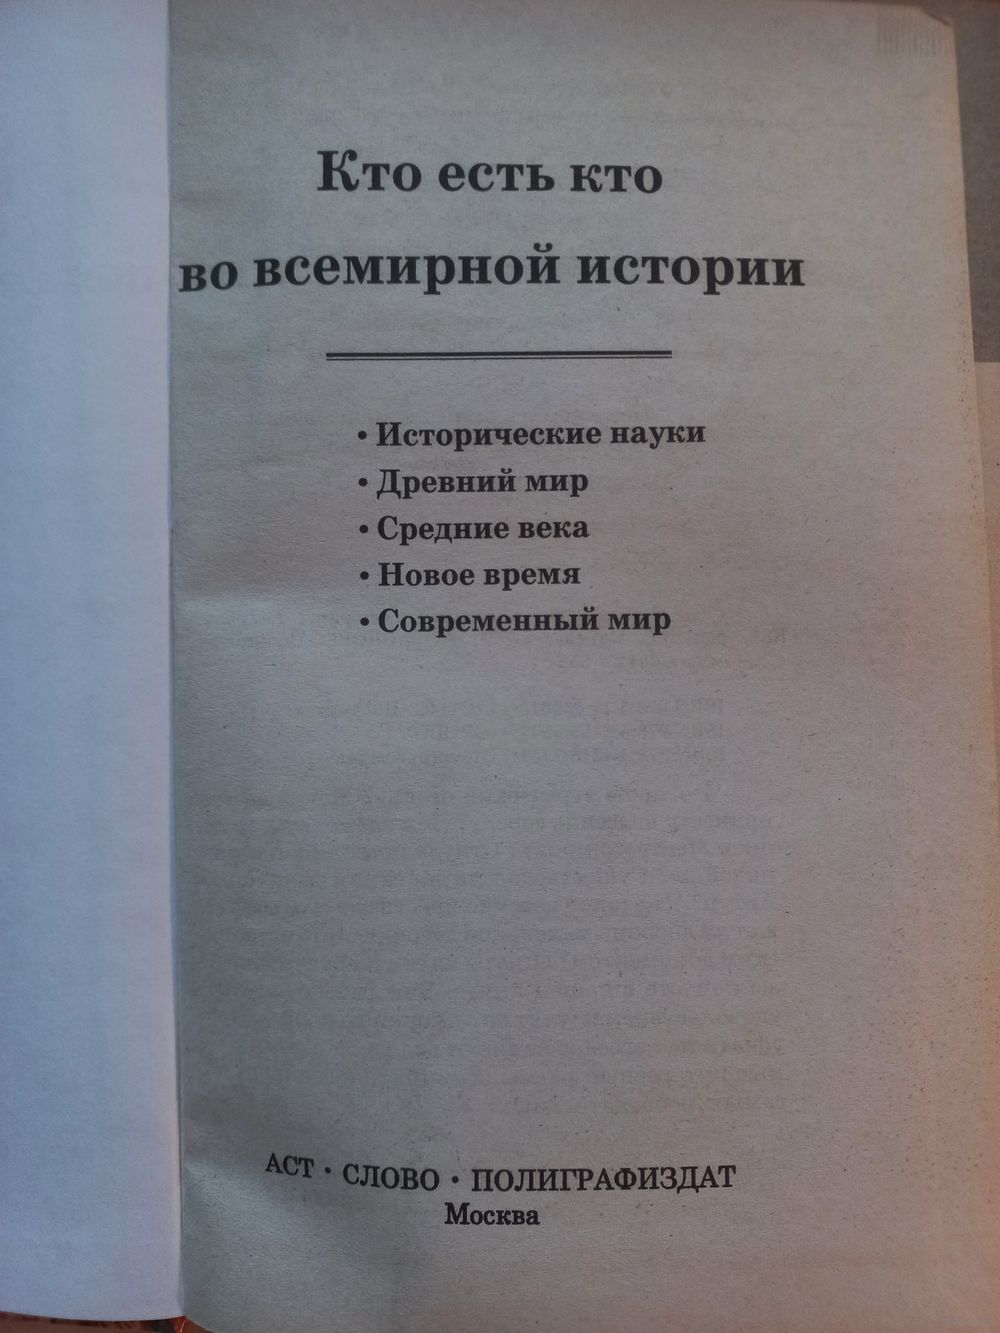 Кто есть кто
во всемирной истории
• Исторические науки
• Древний мир
• Средние века
• Новое время
• Современный мир
АСТ • СЛОВО • ПОЛИГРАФИЗДАТ
Москва